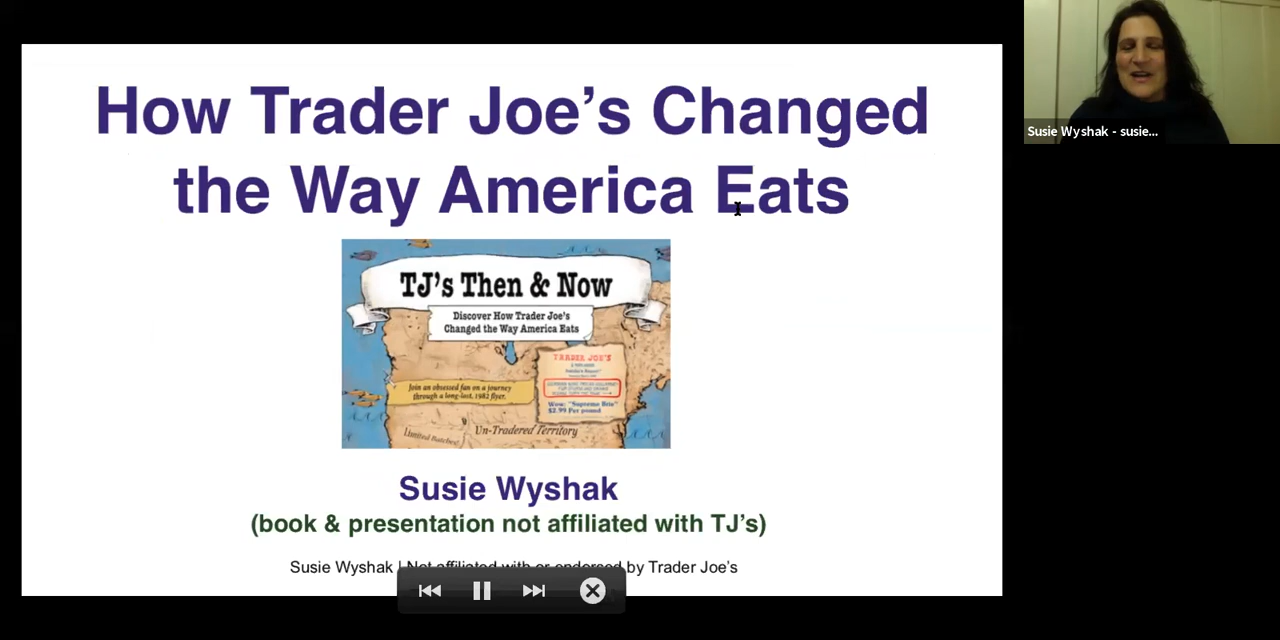 How Trader Joe's Changed
the Way America Eats
TJ's Then & Now
Discover How Trader Joe's
Changed the Way America Eats
TRADER JOE'S
Join an obsessed fan on a journey
through a long-lost, 1982 flyer.
Wow: "Supreme Brie"
$2.99 Per pound
Limited Batches!
Un-Tradered Territory
Susie Wyshak
(book & presentation not affiliated with TJ's)
Susie Wyshak | Not affiliated with or endorsed by Trader Joe's
Susie Wyshak - susie...